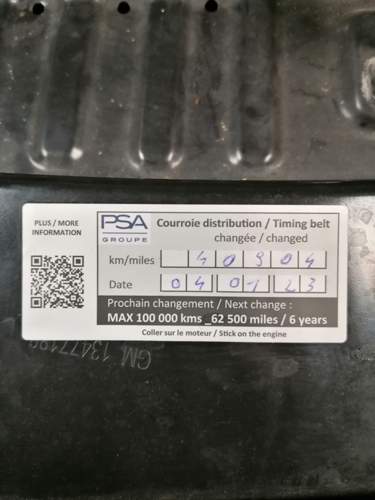 PLUS / MORE
INFORMATION
PSA
GROUPE
Courroie distribution / Timing belt
changée / changed
km/miles 40904
Date 04 01 23
Prochain changement / Next change :
MAX 100 000 kms _62 500 miles / 6 years
Coller sur le moteur / Stick on the engine